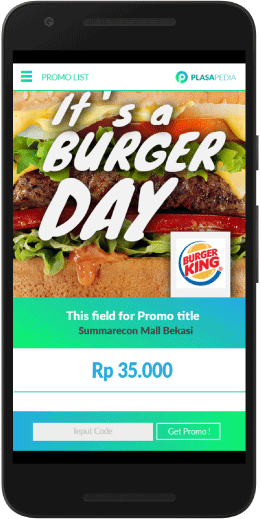 PROMO LIST
PLASAPEDIA
It's a
BURGER
DAY
BURGER
KING
This field for Promo title
Summarecon Mall Bekasi
Rp 35.000
Input Code
Get Promo !